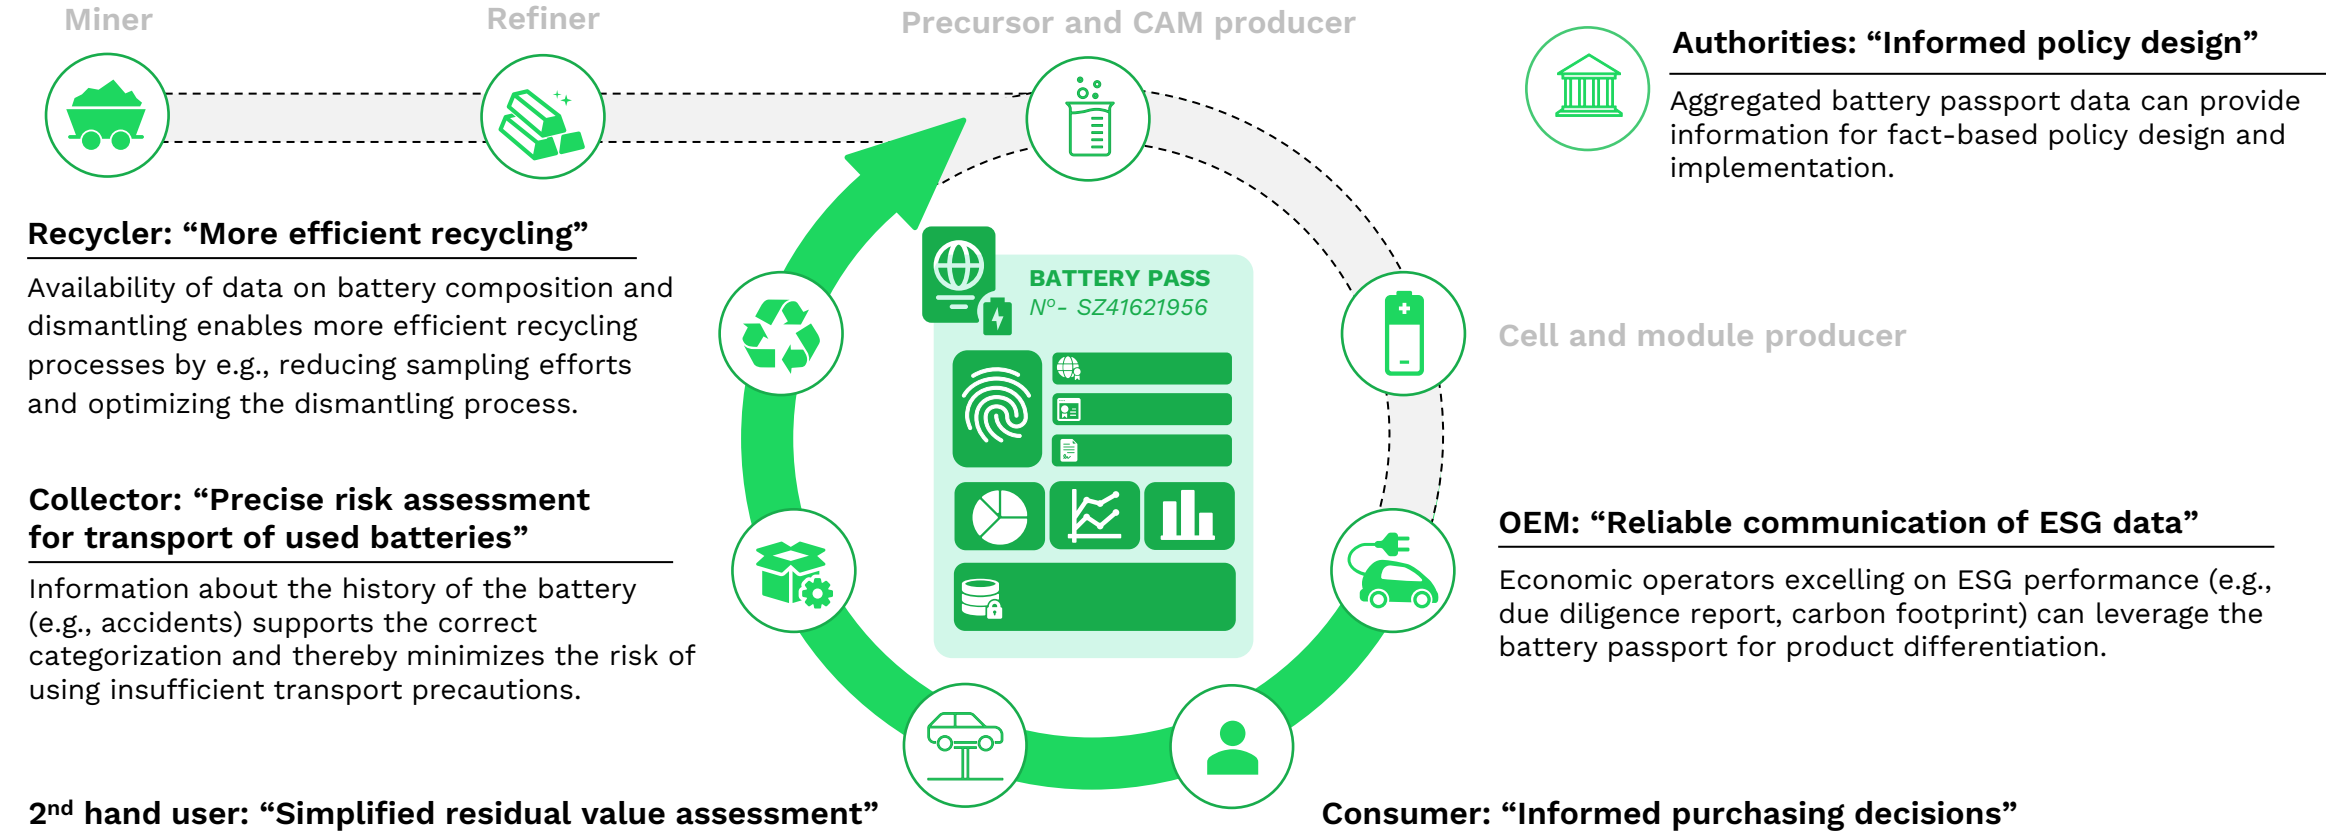 Miner
Refiner
Precursor and CAM producer
Authorities: “Informed policy design”
Aggregated battery passport data can provide
information for fact-based policy design and
implementation.
Recycler: “More efficient recycling”
Availability of data on battery composition and
dismantling enables more efficient recycling
processes by e.g., reducing sampling efforts
and optimizing the dismantling process.
BATTERY PASS
Nº- SZ41621956
Cell and module producer
Collector: “Precise risk assessment
for transport of used batteries”
Information about the history of the battery
(e.g., accidents) supports the correct
categorization and thereby minimizes the risk of
using insufficient transport precautions.
OEM: “Reliable communication of ESG data”
Economic operators excelling on ESG performance (e.g.,
due diligence report, carbon footprint) can leverage the
battery passport for product differentiation.
2nd hand user: “Simplified residual value assessment”
Consumer: “Informed purchasing decisions”